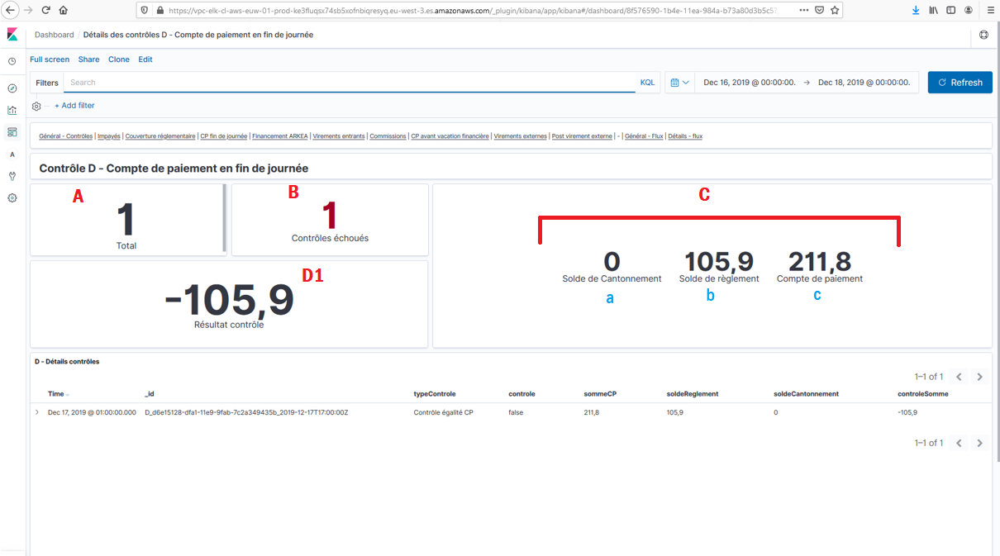 https://vpc-elk-d-aws-euw-01-prod-ke3fluqsx74sb5xofnbiqresyq.eu-west-3.es.amazonaws.com/_plugin/kibana/app/kibana#/dashboard/8f576590-1b4e-11ea-984a-b73a80d3b5c57
Dashboard / Détails des contrôles D - Compte de paiement en fin de journée
Full screen Share Clone Edit
Filters Search KQL Dec 16, 2019 @ 00:00:00. → Dec 18, 2019 @ 00:00:00. Refresh
+ Add filter
Général - Contrôles | Impayés | Couverture réglementaire | CP fin de journée | Financement ARKEA | Virements entrants | Commissions | CP avant vacation financière | Virements externes | Post virement externe | - | Général - Flux | Détails - flux
A
Contrôle D - Compte de paiement en fin de journée
A B C
1
Total
1
Contrôles échoués
0 105,9 211,8
Solde de Cantonnement Solde de règlement Compte de paiement
a b c
D1
-105,9
Résultat contrôle
D - Détails contrôles
1–1 of 1
Time _id typeControle controle sommeCP soldeReglement soldeCantonnement controleSomme
Dec 17, 2019 @ 01:00:00.000 D_d6e15128-dfa1-11e9-9fab-7c2a349435b_2019-12-17T17:00:00Z Contrôle égalité CP false 211,8 105,9 0 -105,9
1–1 of 1